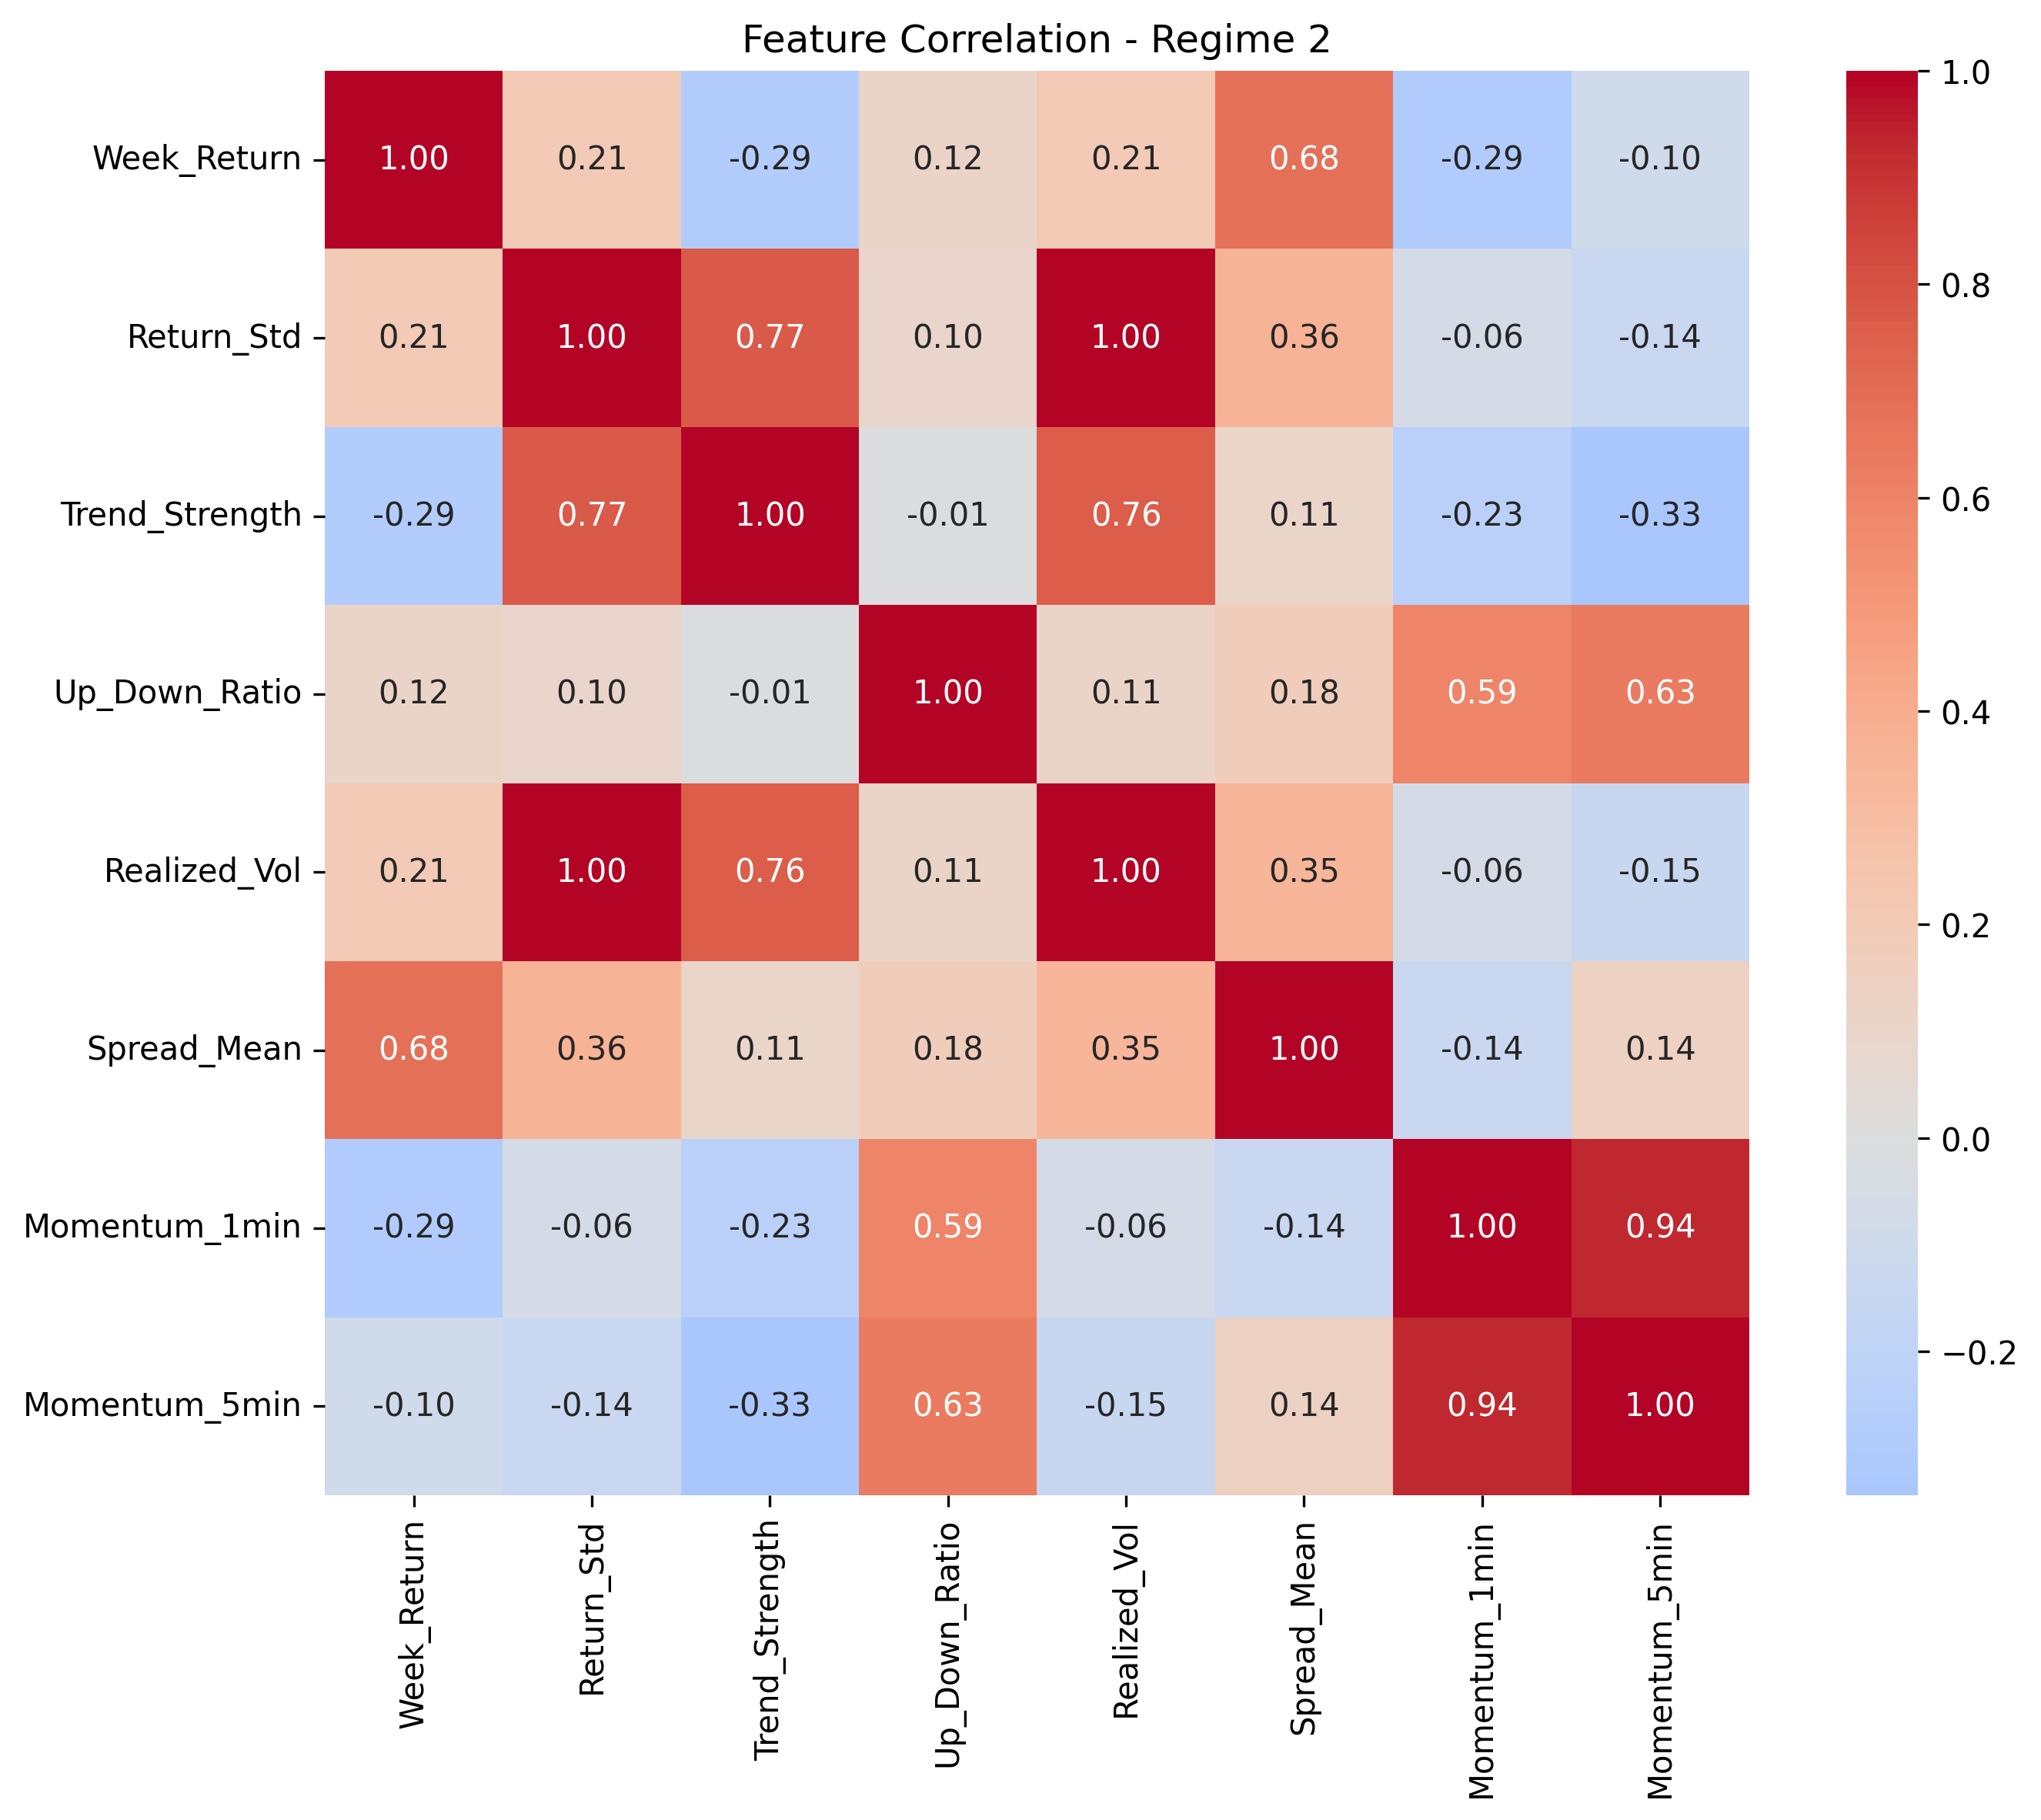 Feature Correlation - Regime 2
Week_Return 1.00 0.21 -0.29 0.12 0.21 0.68 -0.29 -0.10
Return_Std 0.21 1.00 0.77 0.10 1.00 0.36 -0.06 -0.14
Trend_Strength -0.29 0.77 1.00 -0.01 0.76 0.11 -0.23 -0.33
Up_Down_Ratio 0.12 0.10 -0.01 1.00 0.11 0.18 0.59 0.63
Realized_Vol 0.21 1.00 0.76 0.11 1.00 0.35 -0.06 -0.15
Spread_Mean 0.68 0.36 0.11 0.18 0.35 1.00 -0.14 0.14
Momentum_1min -0.29 -0.06 -0.23 0.59 -0.06 -0.14 1.00 0.94
Momentum_5min -0.10 -0.14 -0.33 0.63 -0.15 0.14 0.94 1.00
Week_Return
Return_Std
Trend_Strength
Up_Down_Ratio
Realized_Vol
Spread_Mean
Momentum_1min
Momentum_5min
1.0
0.8
0.6
0.4
0.2
0.0
−0.2